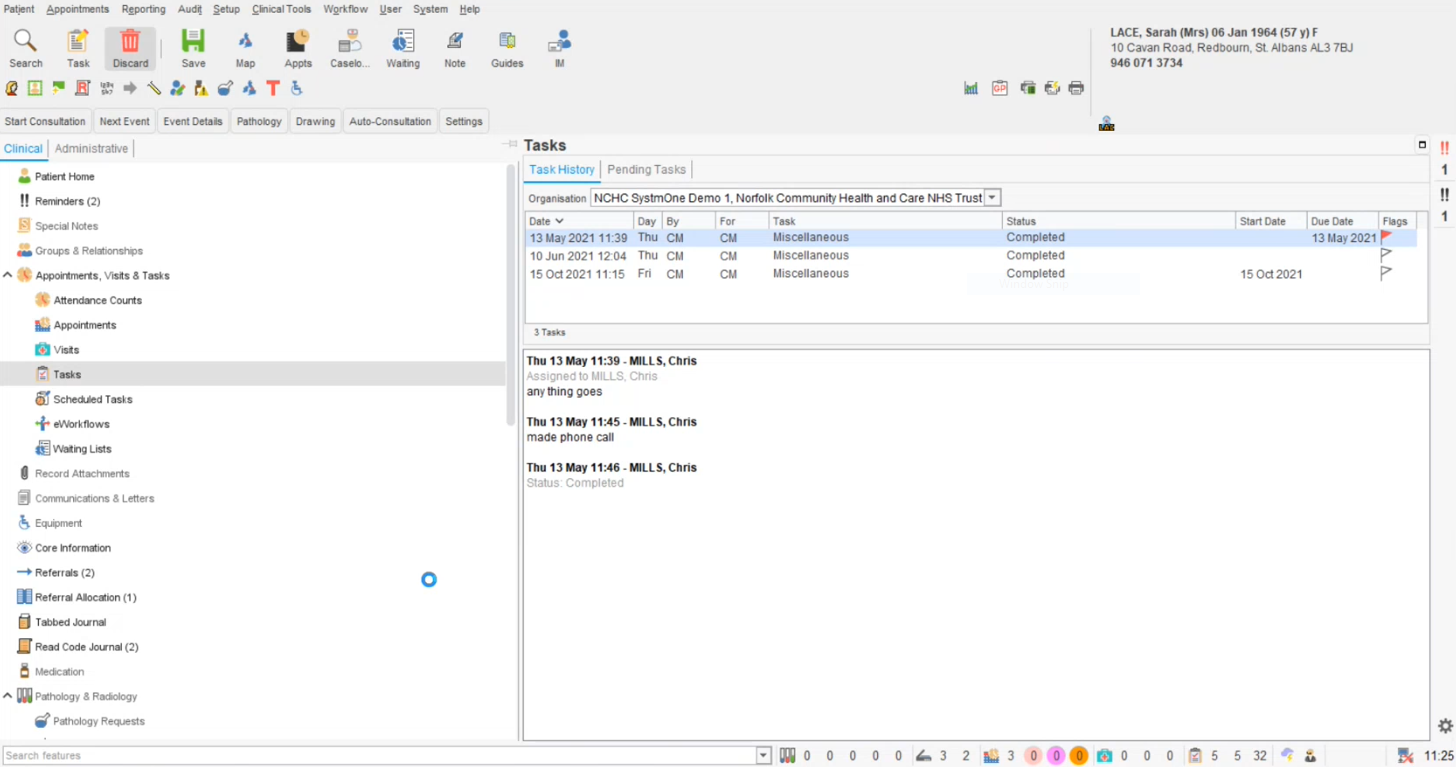 Patient Appointments Reporting Audit Setup Clinical Tools Workflow User System Help
Search Task Discard Save Map Appts Caselo... Waiting Note Guides IM
LACE, Sarah (Mrs) 06 Jan 1964 (57 y) F
10 Cavan Road, Redbourn, St. Albans AL3 7BJ
946 071 3734
GP
Start Consultation Next Event Event Details Pathology Drawing Auto-Consultation Settings
Clinical Administrative
Patient Home
Reminders (2)
Special Notes
Groups & Relationships
Appointments, Visits & Tasks
Attendance Counts
Appointments
Visits
Tasks
Scheduled Tasks
eWorkflows
Waiting Lists
Record Attachments
Communications & Letters
Equipment
Core Information
Referrals (2)
Referral Allocation (1)
Tabbed Journal
Read Code Journal (2)
Medication
Pathology & Radiology
Pathology Requests
Tasks
Task History Pending Tasks
Organisation NCHC SystmOne Demo 1, Norfolk Community Health and Care NHS Trust
Date Day By For Task Status Start Date Due Date Flags
13 May 2021 11:39 Thu CM CM Miscellaneous Completed 13 May 2021
10 Jun 2021 12:04 Thu CM CM Miscellaneous Completed
15 Oct 2021 11:15 Fri CM CM Miscellaneous Completed 15 Oct 2021
Window Snip
3 Tasks
Thu 13 May 11:39 - MILLS, Chris
Assigned to MILLS, Chris
any thing goes
Thu 13 May 11:45 - MILLS, Chris
made phone call
Thu 13 May 11:46 - MILLS, Chris
Status: Completed
!!
1
!!
1
Search features
0 0 0 0 0 3 2 3 0 0 0 0 0 0 5 5 32 11:25